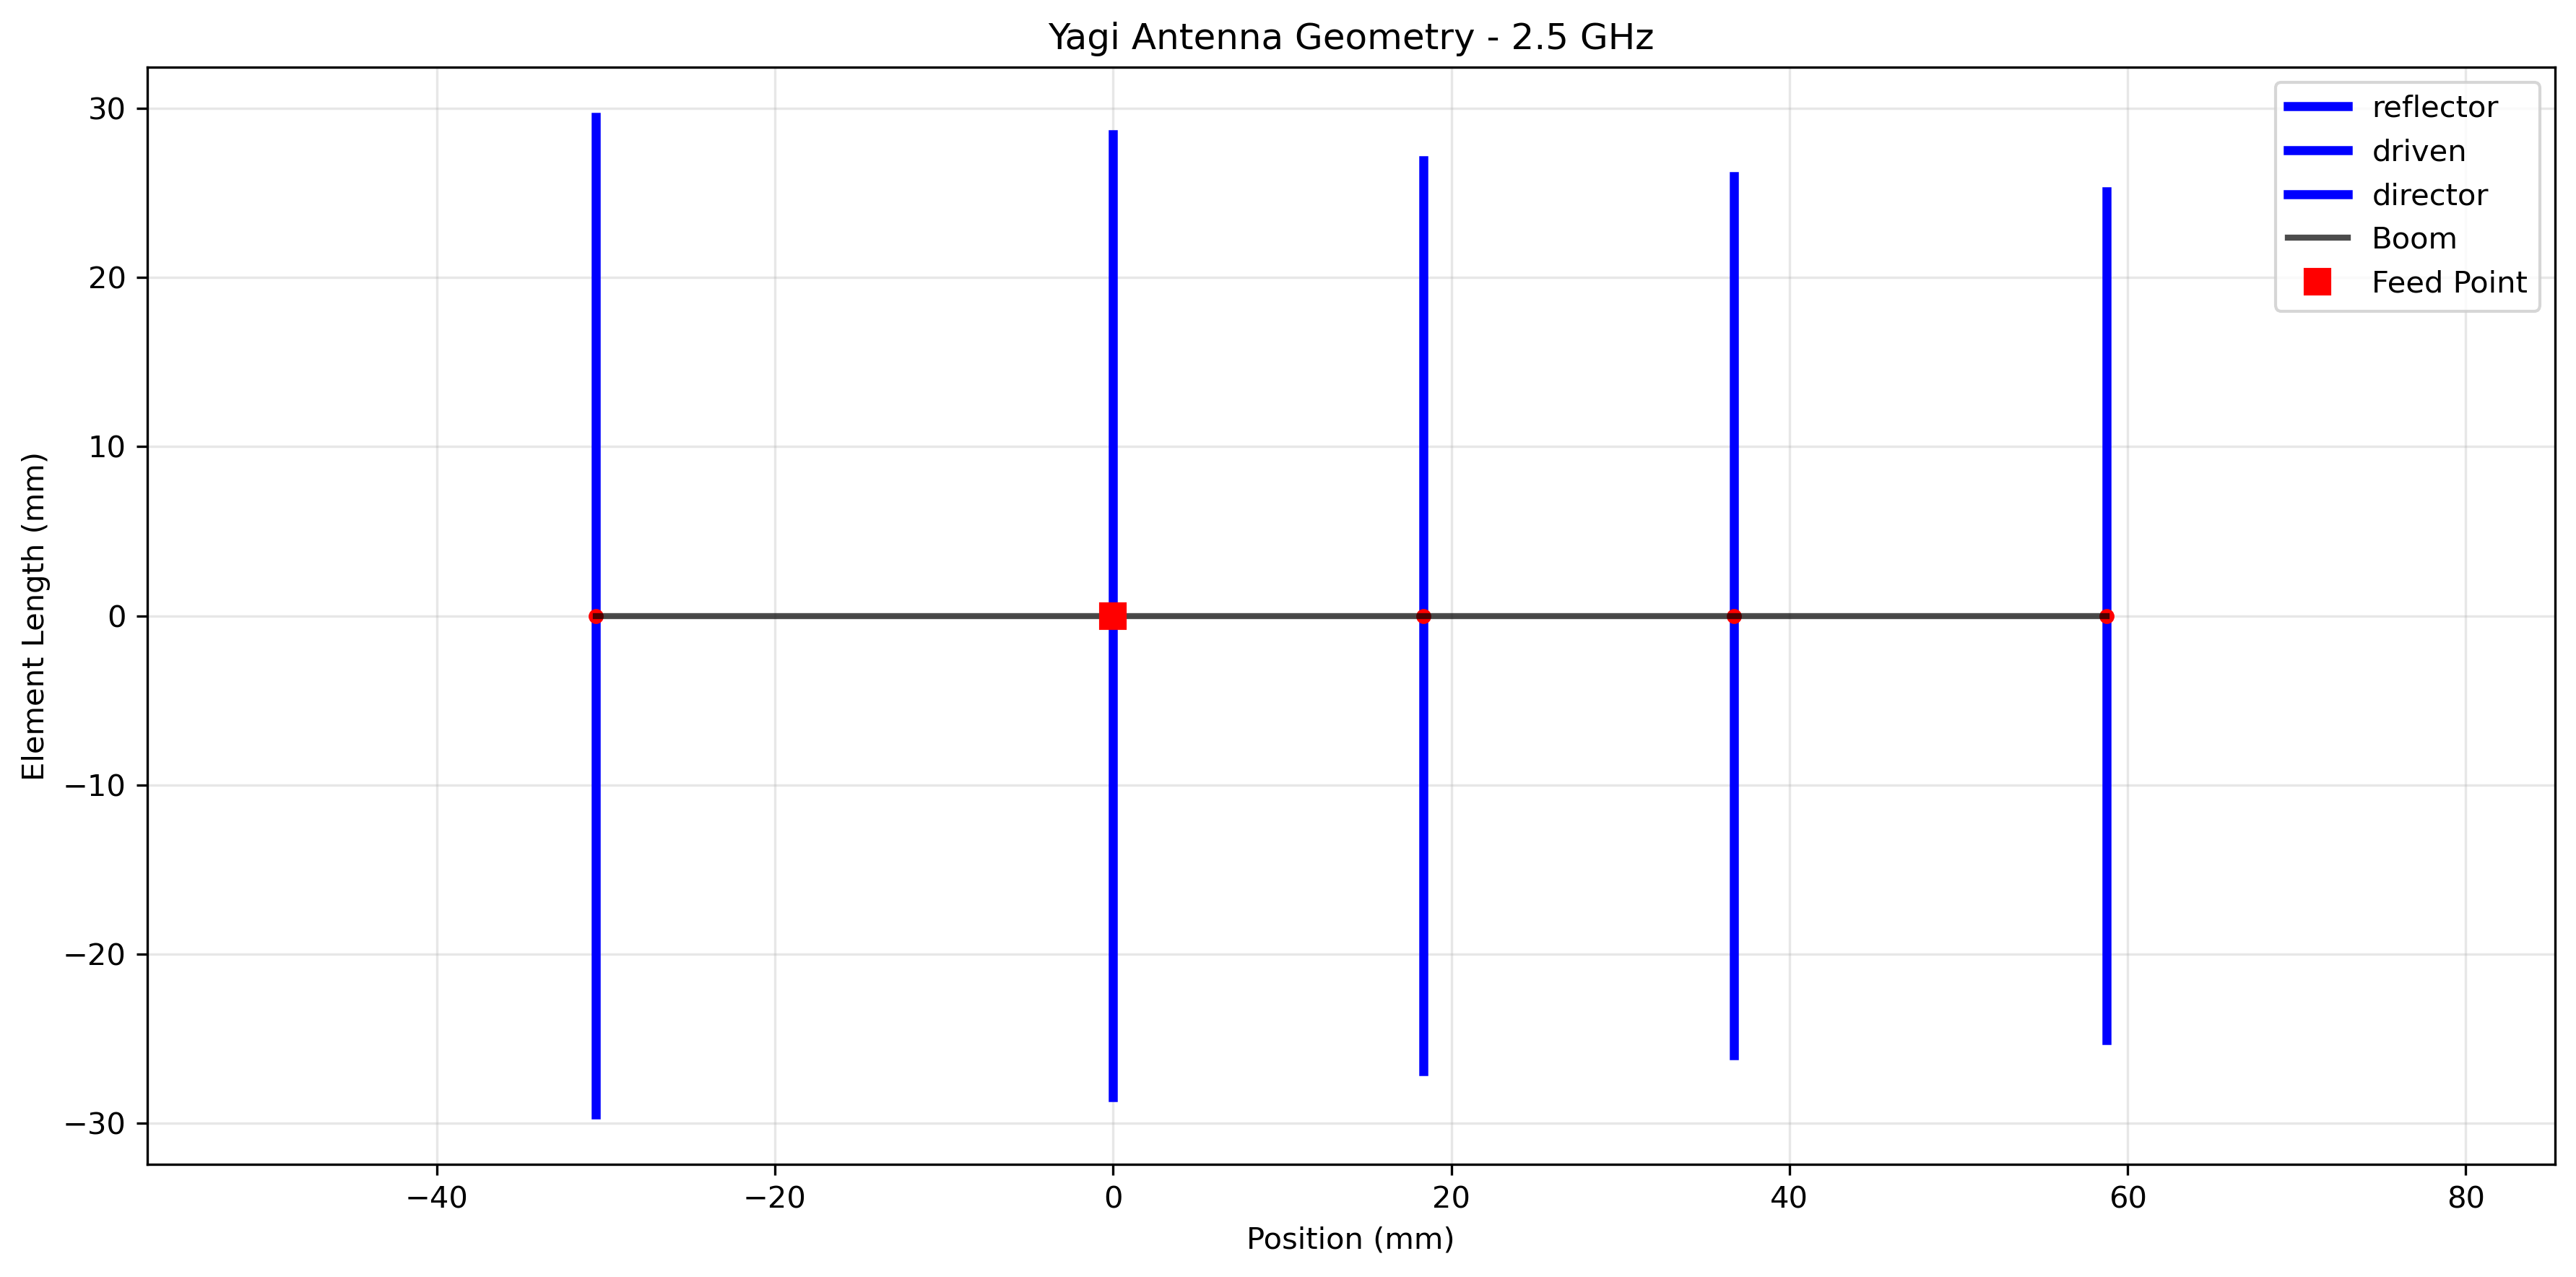 Yagi Antenna Geometry - 2.5 GHz
reflector
driven
director
Boom
Feed Point
Element Length (mm)
30
20
10
0
−10
−20
−30
−40
−20
0
20
40
60
80
Position (mm)